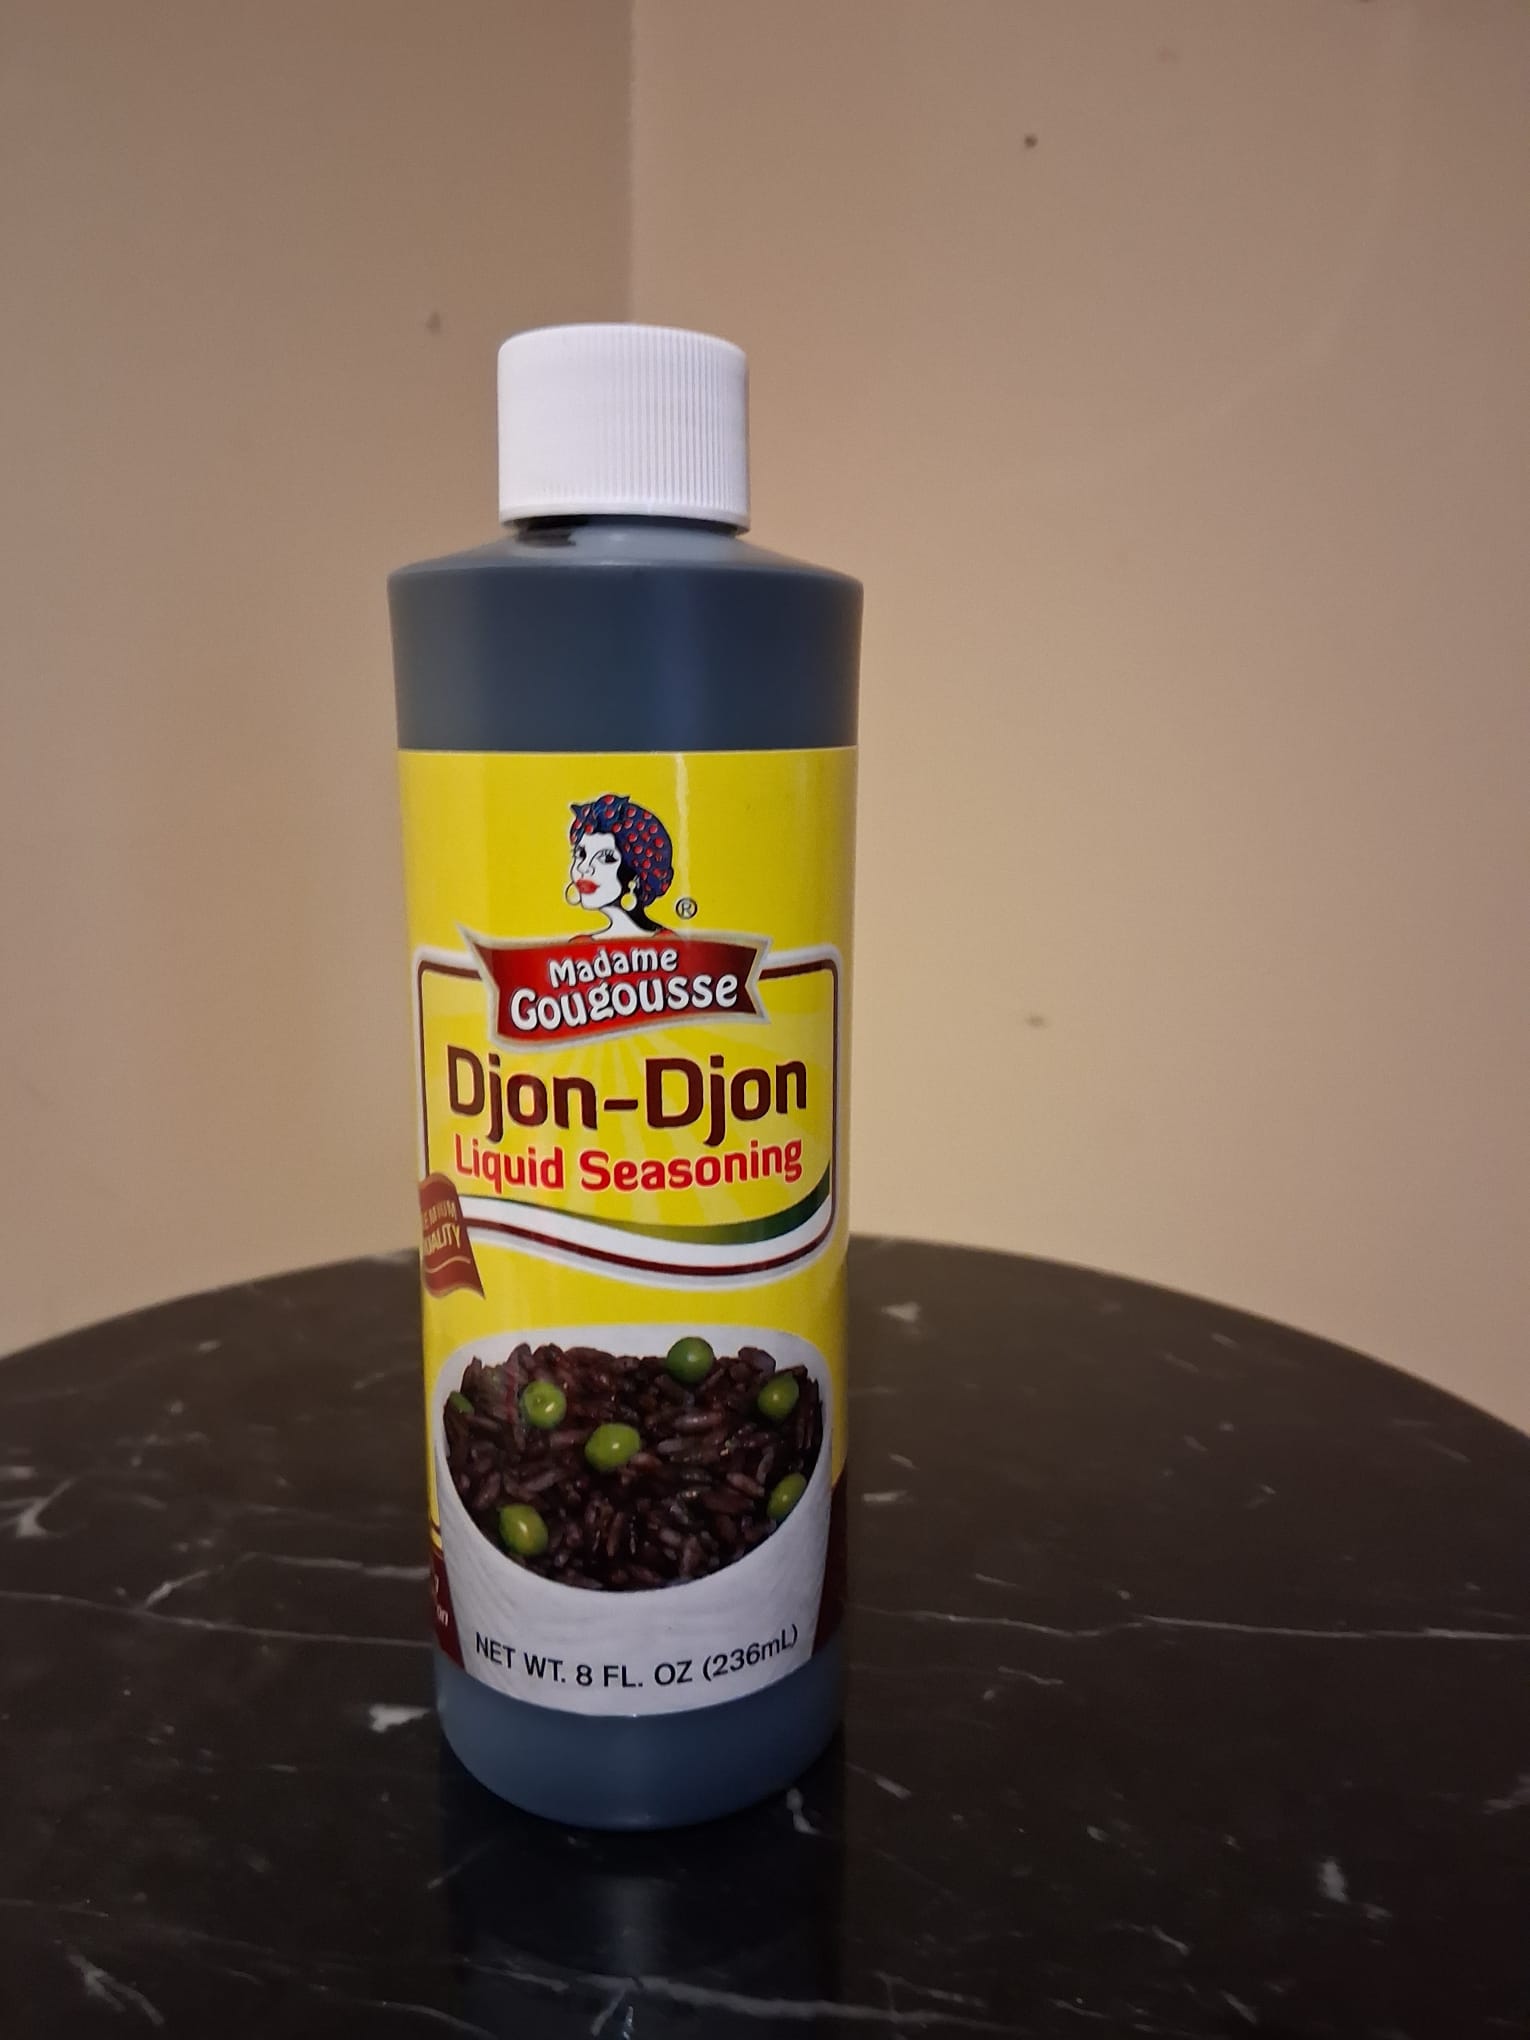 ®
Madame
Gougousse
Djon-Djon
Liquid Seasoning
NET WT. 8 FL. OZ (236mL)